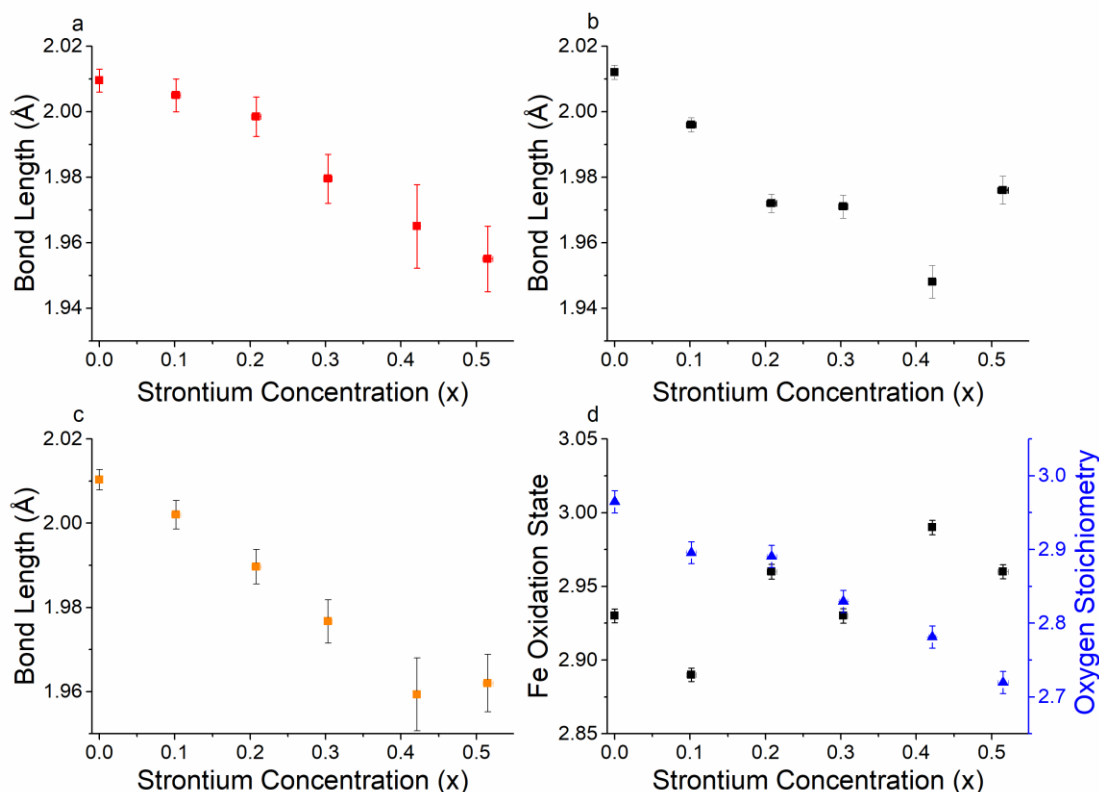 a
2.02
2.00
1.98
1.96
1.94
Bond Length (Å)
0.0 0.1 0.2 0.3 0.4 0.5
Strontium Concentration (x)
b
2.02
2.00
1.98
1.96
1.94
Bond Length (Å)
0.0 0.1 0.2 0.3 0.4 0.5
Strontium Concentration (x)
c
2.02
2.00
1.98
1.96
Bond Length (Å)
0.0 0.1 0.2 0.3 0.4 0.5
Strontium Concentration (x)
d
3.05
3.00
2.95
2.90
2.85
Fe Oxidation State
3.0
2.9
2.8
2.7
Oxygen Stoichiometry
0.0 0.1 0.2 0.3 0.4 0.5
Strontium Concentration (x)